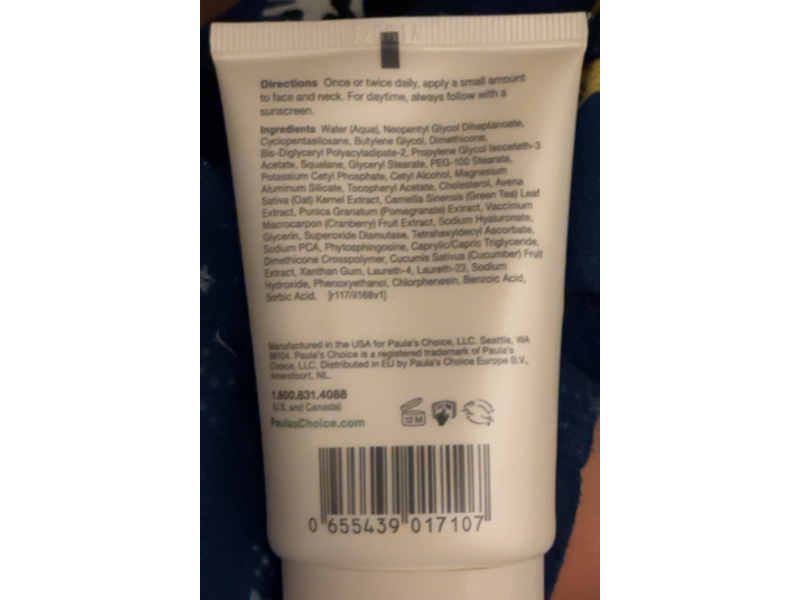 Directions Once or twice daily, apply a small amount
to face and neck. For daytime, always follow with a
sunscreen.
Ingredients Water (Aqua), Neopentyl Glycol Diheptanoate,
Cyclopentasiloxane, Butylene Glycol, Dimethicone,
Bis-Diglyceryl Polyacyladipate-2, Propylene Glycol Isoceteth-3
Acetate, Squalane, Glyceryl Stearate, PEG-100 Stearate,
Potassium Cetyl Phosphate, Cetyl Alcohol, Magnesium
Aluminum Silicate, Tocopheryl Acetate, Cholesterol, Avena
Sativa (Oat) Kernel Extract, Camellia Sinensis (Green Tea) Leaf
Extract, Punica Granatum (Pomegranate) Extract, Vaccinium
Macrocarpon (Cranberry) Fruit Extract, Sodium Hyaluronate,
Glycerin, Superoxide Dismutase, Tetrahexyldecyl Ascorbate,
Sodium PCA, Phytosphingosine, Caprylic/Capric Triglyceride,
Dimethicone Crosspolymer, Cucumis Sativus (Cucumber) Fruit
Extract, Xanthan Gum, Laureth-4, Laureth-23, Sodium
Hydroxide, Phenoxyethanol, Chlorphenesin, Benzoic Acid,
Sorbic Acid. [r117/i168v1]
Manufactured in the USA for Paula's Choice, LLC. Seattle, WA
98104. Paula's Choice is a registered trademark of Paula's
Choice, LLC. Distributed in EU by Paula's Choice Europe B.V.,
Amersfoort, NL.
1.800.831.4088
(U.S. and Canada)
PaulasChoice.com
12 M
0 655439 017107